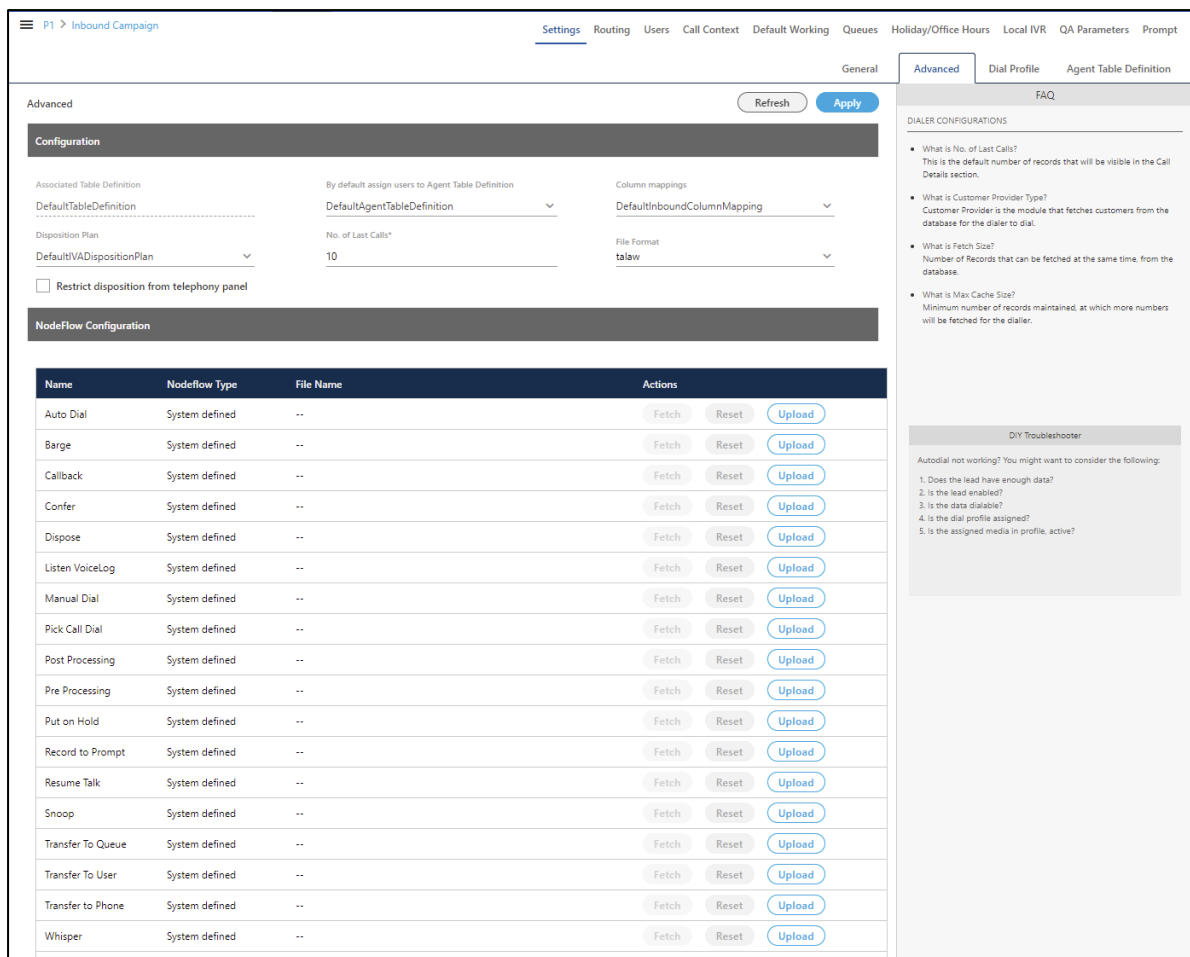 P1 > Inbound Campaign
Settings Routing Users Call Context Default Working Queues Holiday/Office Hours Local IVR QA Parameters Prompt
General Advanced Dial Profile Agent Table Definition
Advanced
Refresh Apply
Configuration
Associated Table Definition By default assign users to Agent Table Definition Column mappings
DefaultTableDefinition DefaultAgentTableDefinition DefaultInboundColumnMapping
Disposition Plan No. of Last Calls* File Format
DefaultIVADispositionPlan 10 talaw
Restrict disposition from telephony panel
NodeFlow Configuration
Name Nodeflow Type File Name Actions
Auto Dial System defined -- Fetch Reset Upload
Barge System defined -- Fetch Reset Upload
Callback System defined -- Fetch Reset Upload
Confer System defined -- Fetch Reset Upload
Dispose System defined -- Fetch Reset Upload
Listen VoiceLog System defined -- Fetch Reset Upload
Manual Dial System defined -- Fetch Reset Upload
Pick Call Dial System defined -- Fetch Reset Upload
Post Processing System defined -- Fetch Reset Upload
Pre Processing System defined -- Fetch Reset Upload
Put on Hold System defined -- Fetch Reset Upload
Record to Prompt System defined -- Fetch Reset Upload
Resume Talk System defined -- Fetch Reset Upload
Snoop System defined -- Fetch Reset Upload
Transfer To Queue System defined -- Fetch Reset Upload
Transfer To User System defined -- Fetch Reset Upload
Transfer to Phone System defined -- Fetch Reset Upload
Whisper System defined -- Fetch Reset Upload
FAQ
DIALER CONFIGURATIONS
• What is No. of Last Calls?
This is the default number of records that will be visible in the Call
Details section.
• What is Customer Provider Type?
Customer Provider is the module that fetches customers from the
database for the dialer to dial.
• What is Fetch Size?
Number of Records that can be fetched at the same time, from the
database.
• What is Max Cache Size?
Minimum number of records maintained, at which more numbers
will be fetched for the dialler.
DIY Troubleshooter
Autodial not working? You might want to consider the following:
1. Does the lead have enough data?
2. Is the lead enabled?
3. Is the data dialable?
4. Is the dial profile assigned?
5. Is the assigned media in profile, active?